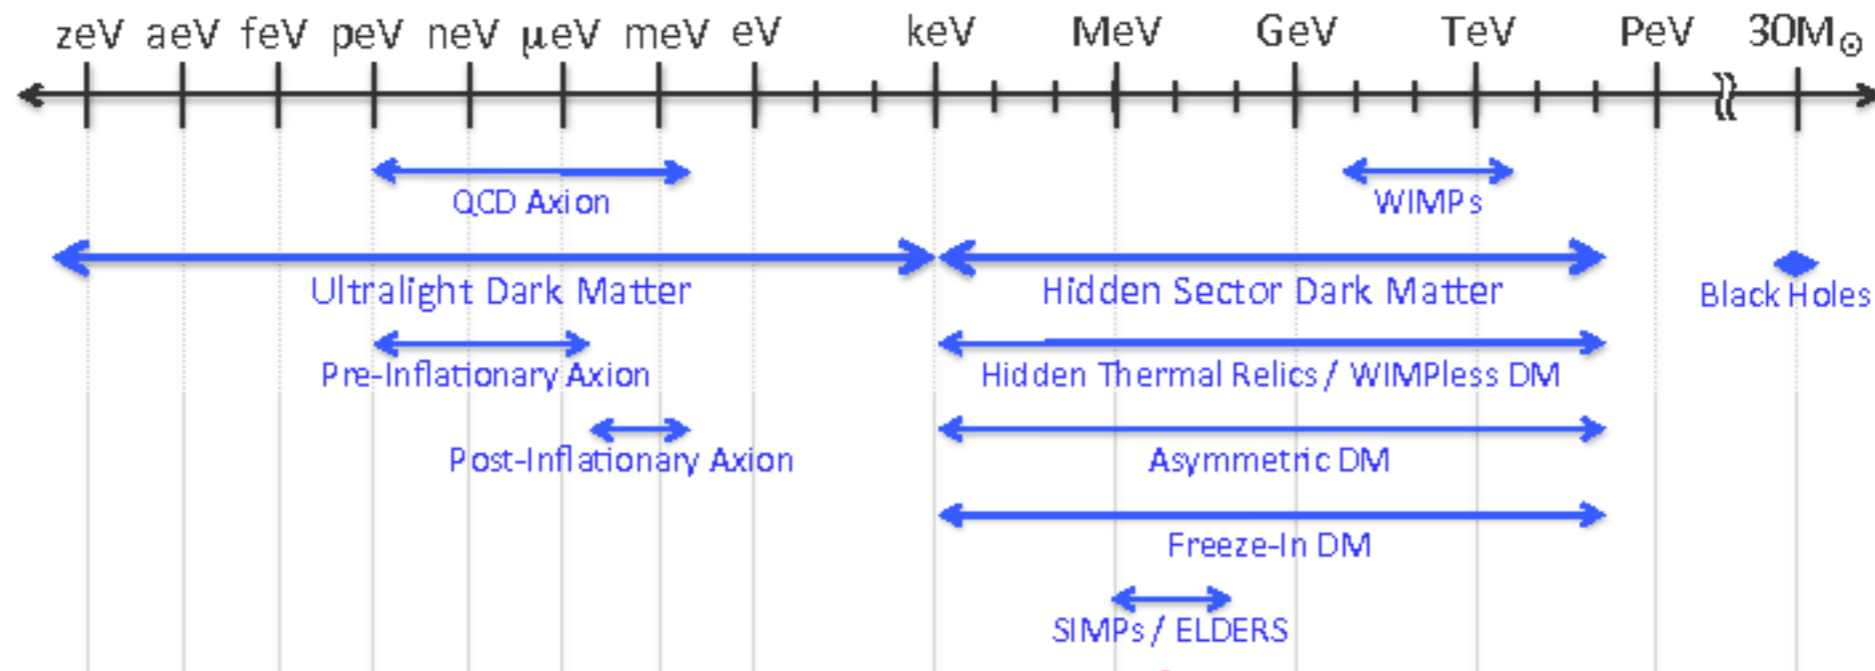 zeV aeV feV peV neV μeV meV eV keV MeV GeV TeV PeV 30M☉
QCD Axion WIMPs
Ultralight Dark Matter Hidden Sector Dark Matter Black Holes
Pre-Inflationary Axion Hidden Thermal Relics / WIMPless DM
Post-Inflationary Axion Asymmetric DM
Freeze-In DM
SIMPs / ELDERS